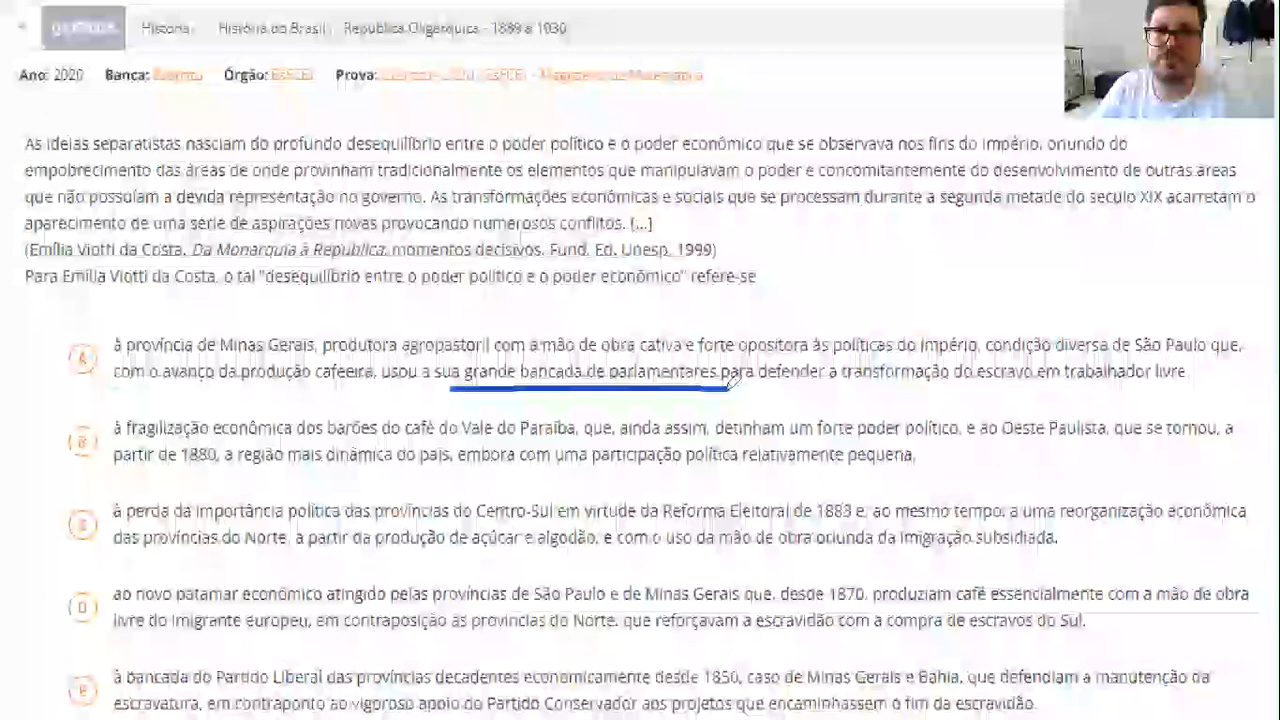 História História do Brasil República Oligárquica - 1889 a 1930
Ano: 2020 Banca: Órgão: EsFCEx Prova:
As ideias separatistas nasciam do profundo desequilíbrio entre o poder político e o poder econômico que se observava nos fins do Império, oriundo do
empobrecimento das áreas de onde provinham tradicionalmente os elementos que manipulavam o poder e concomitantemente do desenvolvimento de outras áreas
que não possuíam a devida representação no governo. As transformações econômicas e sociais que se processam durante a segunda metade do século XIX acarretam o
aparecimento de uma série de aspirações novas provocando numerosos conflitos. [...]
(Emília Viotti da Costa. Da Monarquia à República: momentos decisivos. Fund. Ed. Unesp. 1999)
Para Emília Viotti da Costa, o tal "desequilíbrio entre o poder político e o poder econômico" refere-se
A à província de Minas Gerais, produtora agropastoril com a mão de obra cativa e forte opositora às políticas do Império, condição diversa de São Paulo que,
com o avanço da produção cafeeira, usou a sua grande bancada de parlamentares para defender a transformação do escravo em trabalhador livre.
B à fragilização econômica dos barões do café do Vale do Paraíba, que, ainda assim, detinham um forte poder político, e ao Oeste Paulista, que se tornou, a
partir de 1880, a região mais dinâmica do país, embora com uma participação política relativamente pequena.
C à perda da importância política das províncias do Centro-Sul em virtude da Reforma Eleitoral de 1883 e, ao mesmo tempo, a uma reorganização econômica
das províncias do Norte, a partir da produção de açúcar e algodão, e com o uso da mão de obra oriunda da imigração subsidiada.
D ao novo patamar econômico atingido pelas províncias de São Paulo e de Minas Gerais que, desde 1870, produziam café essencialmente com a mão de obra
livre do imigrante europeu, em contraposição às províncias do Norte, que reforçavam a escravidão com a compra de escravos do Sul.
E à bancada do Partido Liberal das províncias decadentes economicamente desde 1850, caso de Minas Gerais e Bahia, que defendiam a manutenção da
escravatura, em contraponto ao vigoroso apoio do Partido Conservador aos projetos que encaminhassem o fim da escravidão.